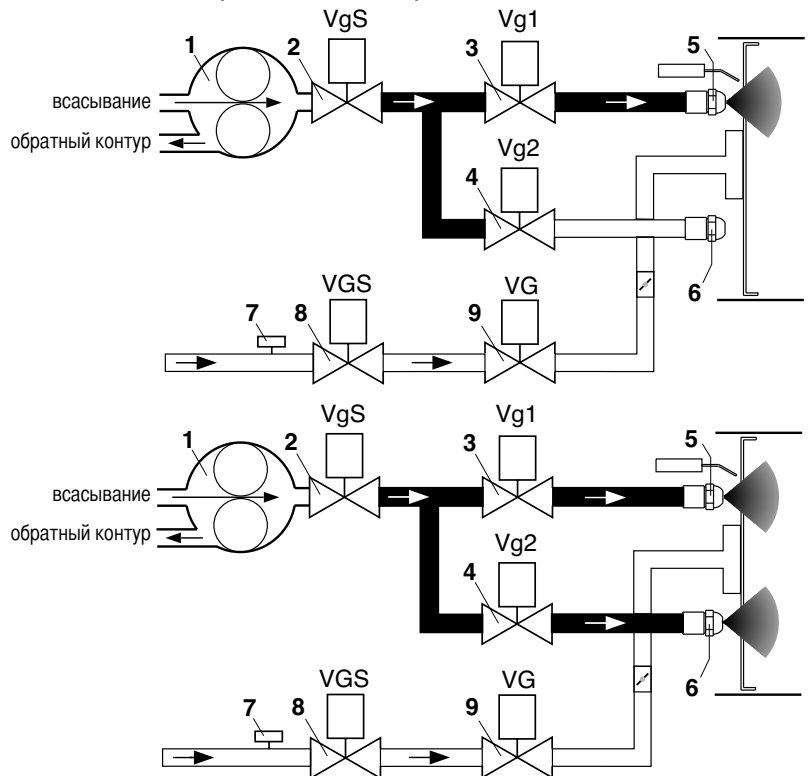 VgS
Vg1
1
2
3
5
всасывание
обратный контур
Vg2
4
6
VGS
VG
7
8
9
VgS
Vg1
1
2
3
5
всасывание
обратный контур
Vg2
4
6
VGS
VG
7
8
9